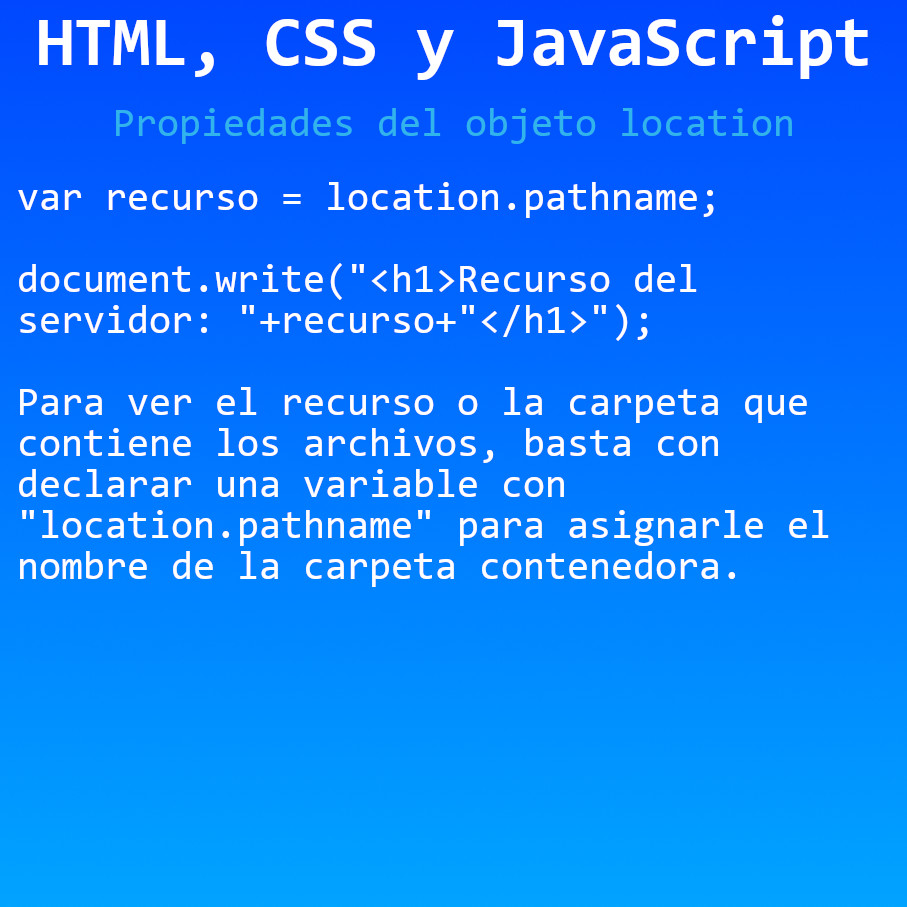 HTML, CSS y JavaScript
Propiedades del objeto location
var recurso = location.pathname;
document.write("<h1>Recurso del
servidor: "+recurso+"</h1>");
Para ver el recurso o la carpeta que
contiene los archivos, basta con
declarar una variable con
"location.pathname" para asignarle el
nombre de la carpeta contenedora.